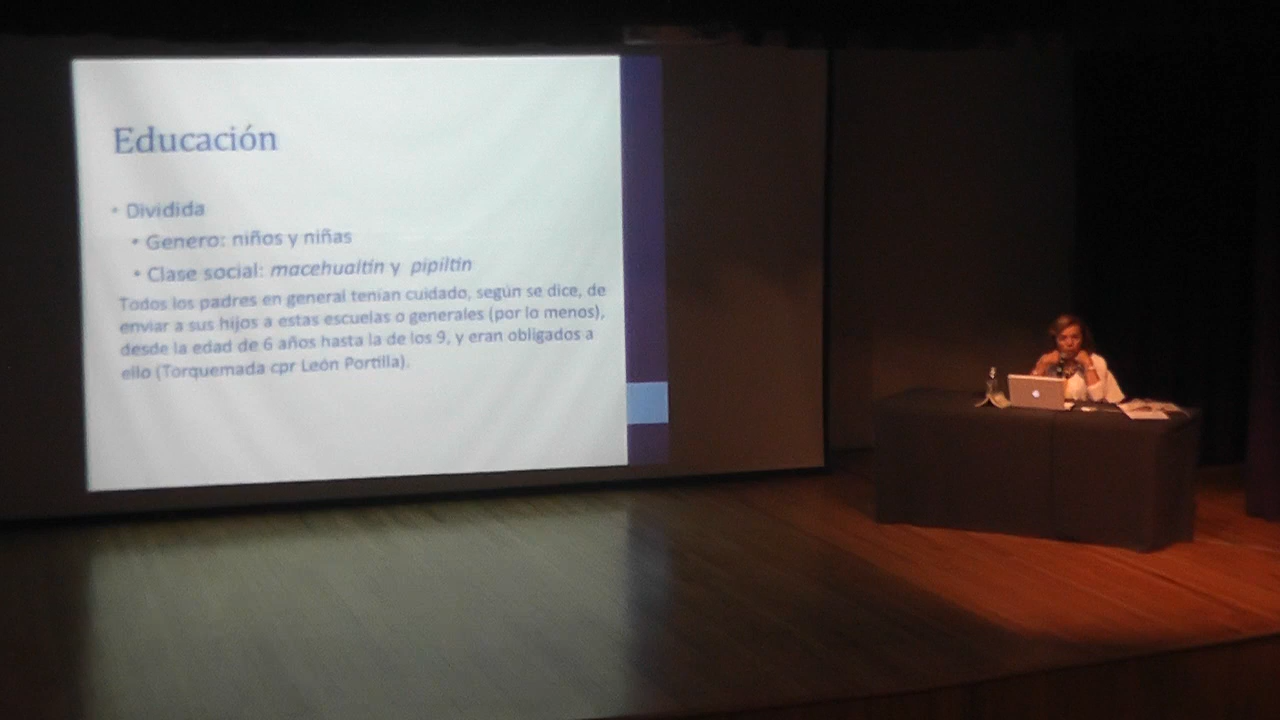 Educación
• Dividida
• Genero: niños y niñas
• Clase social: macehualtin y pipiltin
Todos los padres en general tenían cuidado, según se dice, de
enviar a sus hijos a estas escuelas o generales (por lo menos),
desde la edad de 6 años hasta la de los 9, y eran obligados a
ello (Torquemada cpr León Portilla).